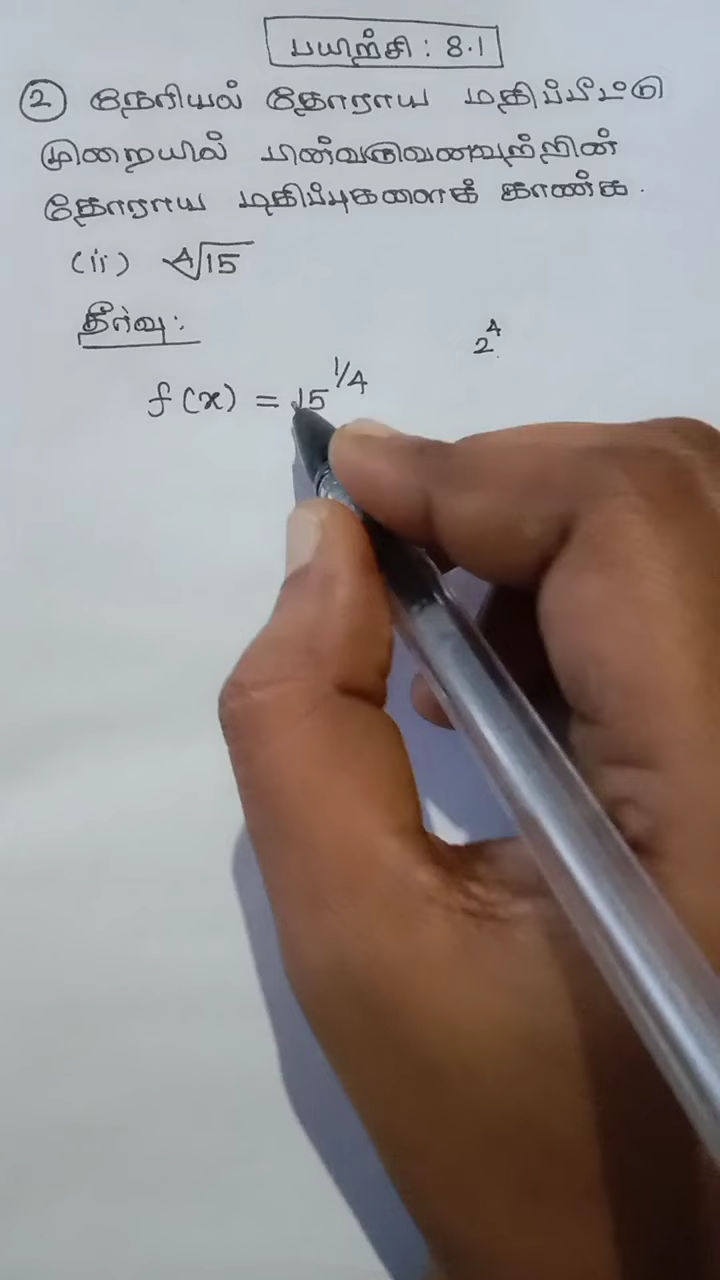 பயிற்சி : 8.1
② நேரியல் தோராய மதிப்பீட்டு
முறையில் பின்வருவனவற்றின்
தோராய மதிப்புகளைக் காண்க.
(ii) ∜15
தீர்வு:
2⁴
f(x) = 15^1/4